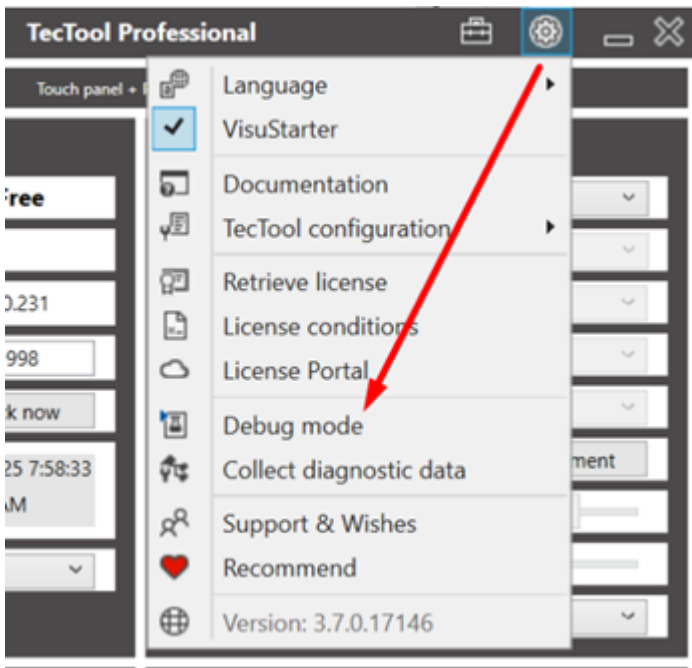 TecTool Professional
Touch panel +
Language
VisuStarter
Documentation
TecTool configuration
Retrieve license
License conditions
License Portal
Debug mode
Collect diagnostic data
Support & Wishes
Recommend
Version: 3.7.0.17146
Free
0.231
998
k now
25 7:58:33
AM
ment